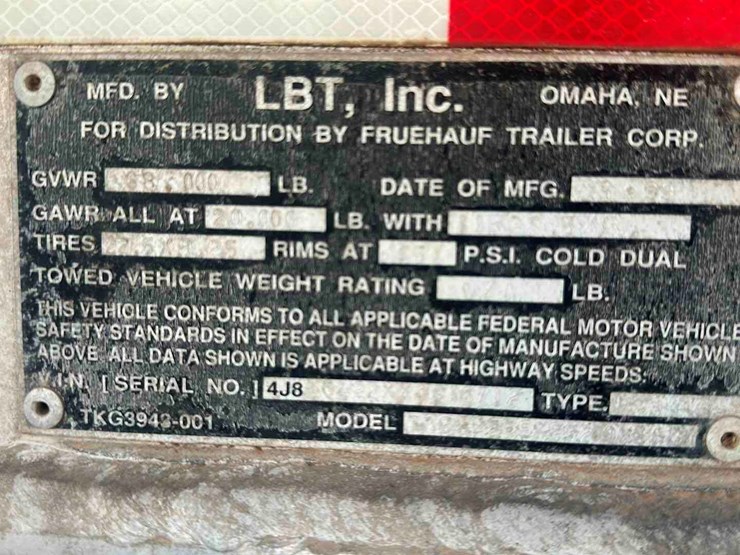 MFD. BY LBT, Inc. OMAHA, NE
FOR DISTRIBUTION BY FRUEHAUF TRAILER CORP.
GVWR LB. DATE OF MFG.
GAWR ALL AT LB. WITH
TIRES RIMS AT P.S.I. COLD DUAL
TOWED VEHICLE WEIGHT RATING LB.
THIS VEHICLE CONFORMS TO ALL APPLICABLE FEDERAL MOTOR VEHICLE
SAFETY STANDARDS IN EFFECT ON THE DATE OF MANUFACTURE SHOWN
ABOVE. ALL DATA SHOWN IS APPLICABLE AT HIGHWAY SPEEDS.
V.I.N. [SERIAL NO.] 4J8 TYPE.
TKG3943-001 MODEL